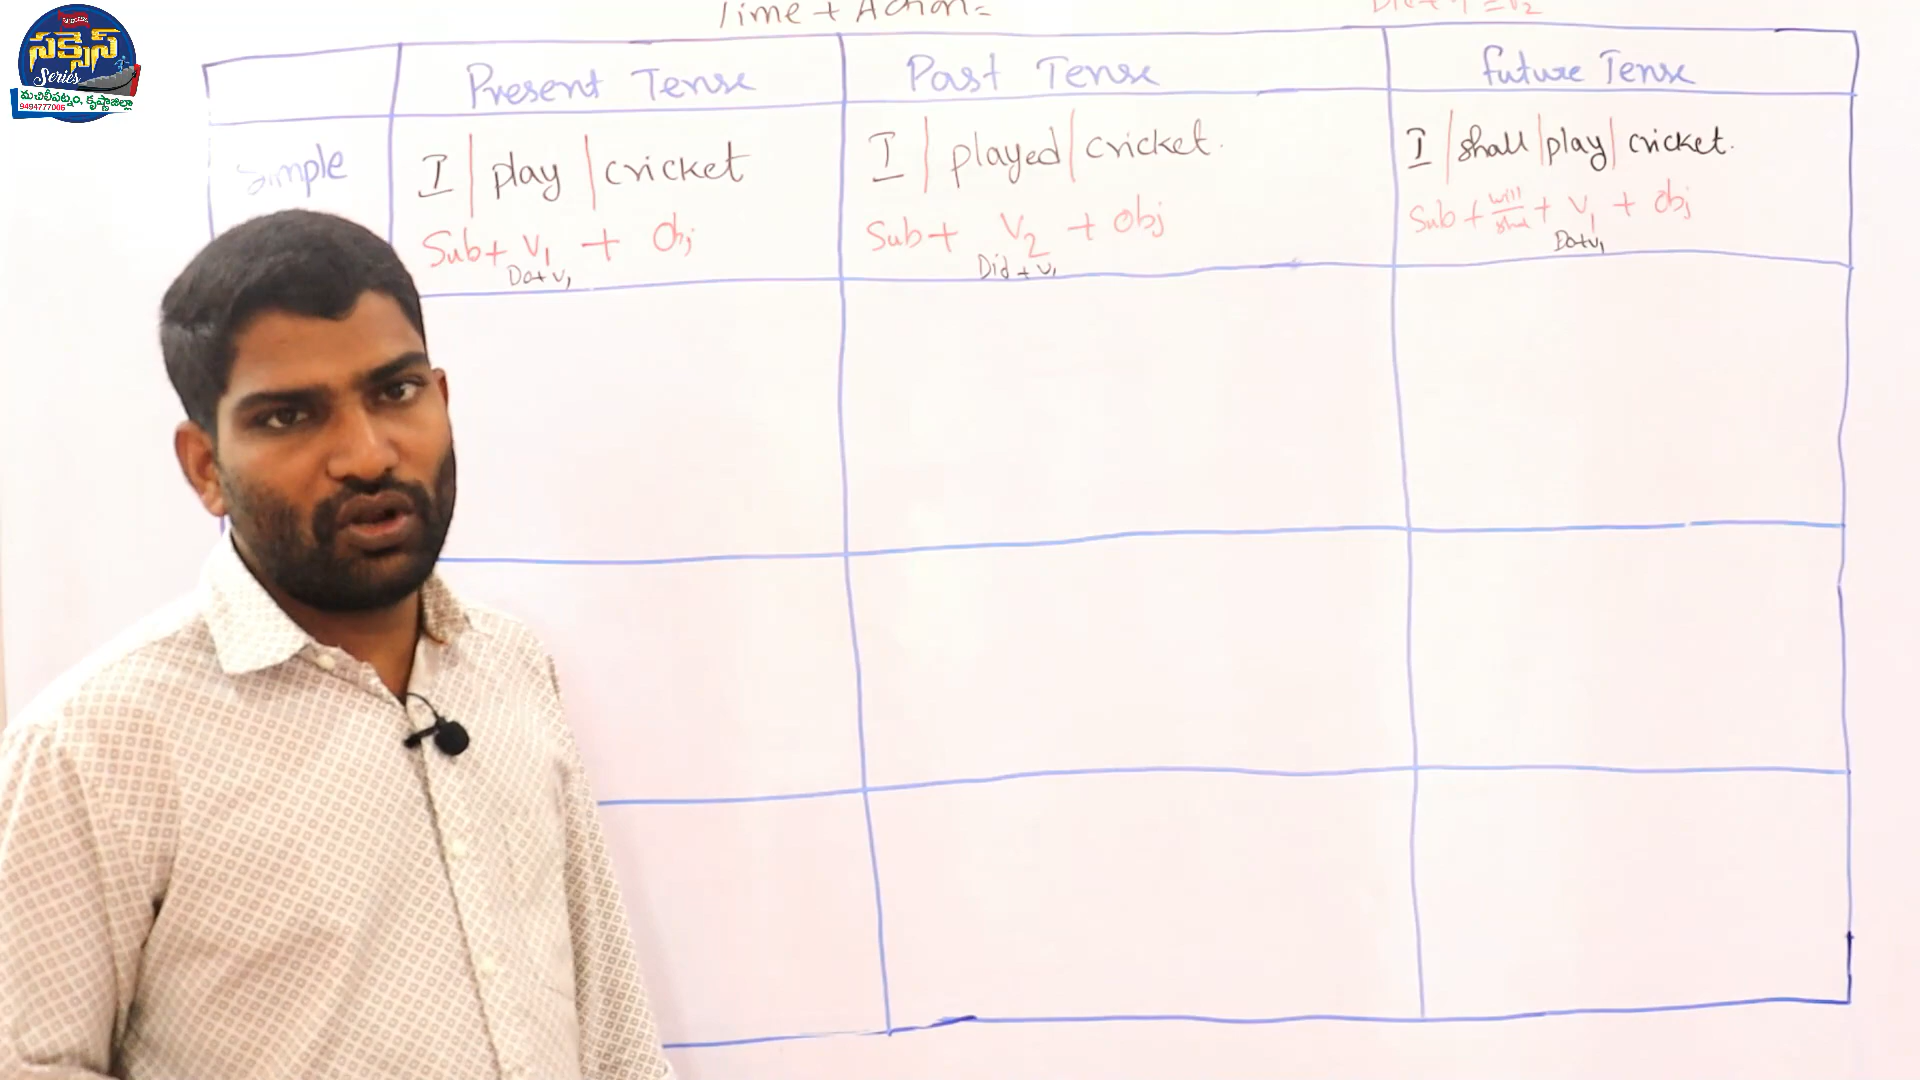 Success
సక్సెస్
Series
మచిలీపట్నం, కృష్ణాజిల్లా
9494777006
Time + Action =
Did + V1 = V2
Present Tense
Past Tense
future Tense
Simple
I | play | cricket
Sub + V1 + Obj
Do+V1
I | played | cricket.
Sub + V2 + Obj
Did + V1
I | shall | play | cricket.
Sub + will/shall + V1 + Obj
Do+V1